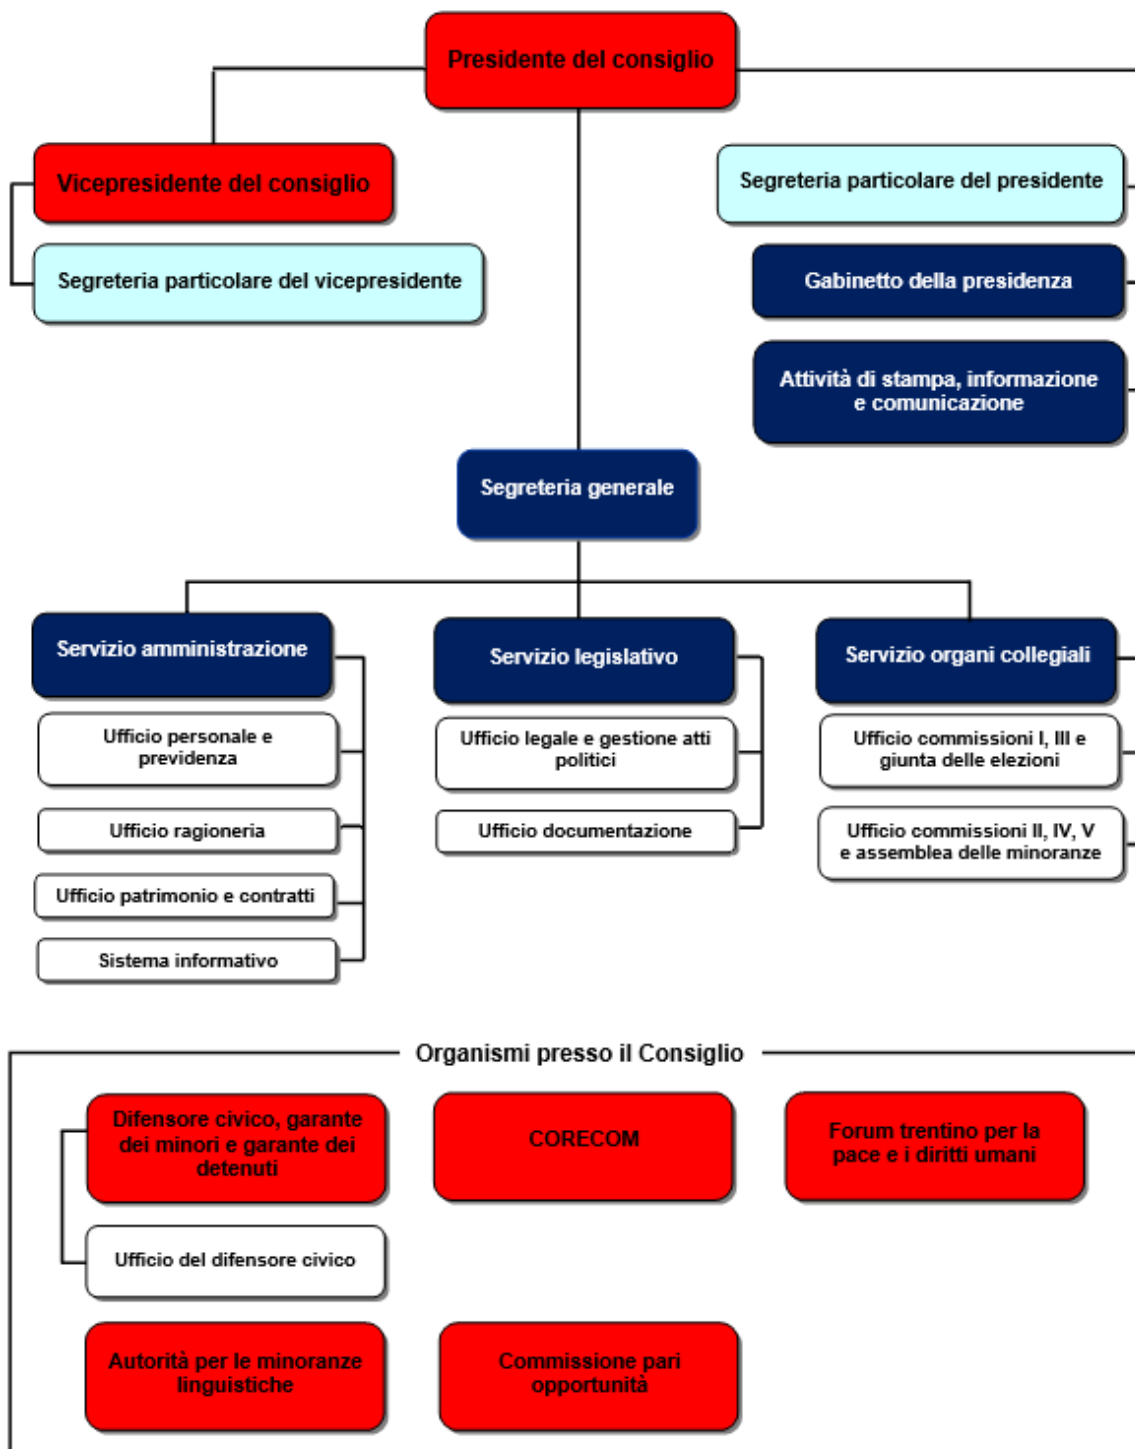 Presidente del consiglio
Vicepresidente del consiglio
Segreteria particolare del presidente
Segreteria particolare del vicepresidente
Gabinetto della presidenza
Attività di stampa, informazione
e comunicazione
Segreteria generale
Servizio amministrazione
Ufficio personale e
previdenza
Ufficio ragioneria
Ufficio patrimonio e contratti
Sistema informativo
Servizio legislativo
Ufficio legale e gestione atti
politici
Ufficio documentazione
Servizio organi collegiali
Ufficio commissioni I, III e
giunta delle elezioni
Ufficio commissioni II, IV, V
e assemblea delle minoranze
Organismi presso il Consiglio
Difensore civico, garante
dei minori e garante dei
detenuti
CORECOM
Forum trentino per la
pace e i diritti umani
Ufficio del difensore civico
Autorità per le minoranze
linguistiche
Commissione pari
opportunità